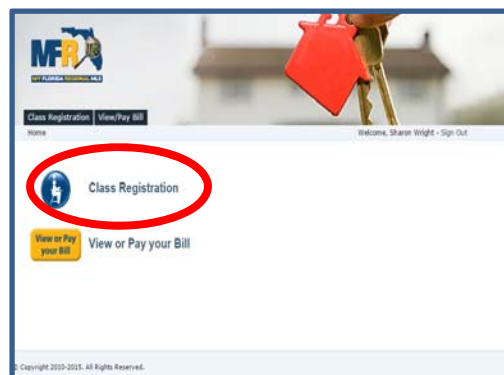 MFR
MY FLORIDA REGIONAL MLS
Class Registration View/Pay Bill
Home Welcome, Sharon Wright - Sign Out
Class Registration
View or Pay
your Bill
View or Pay your Bill
© Copyright 2010-2015. All Rights Reserved.